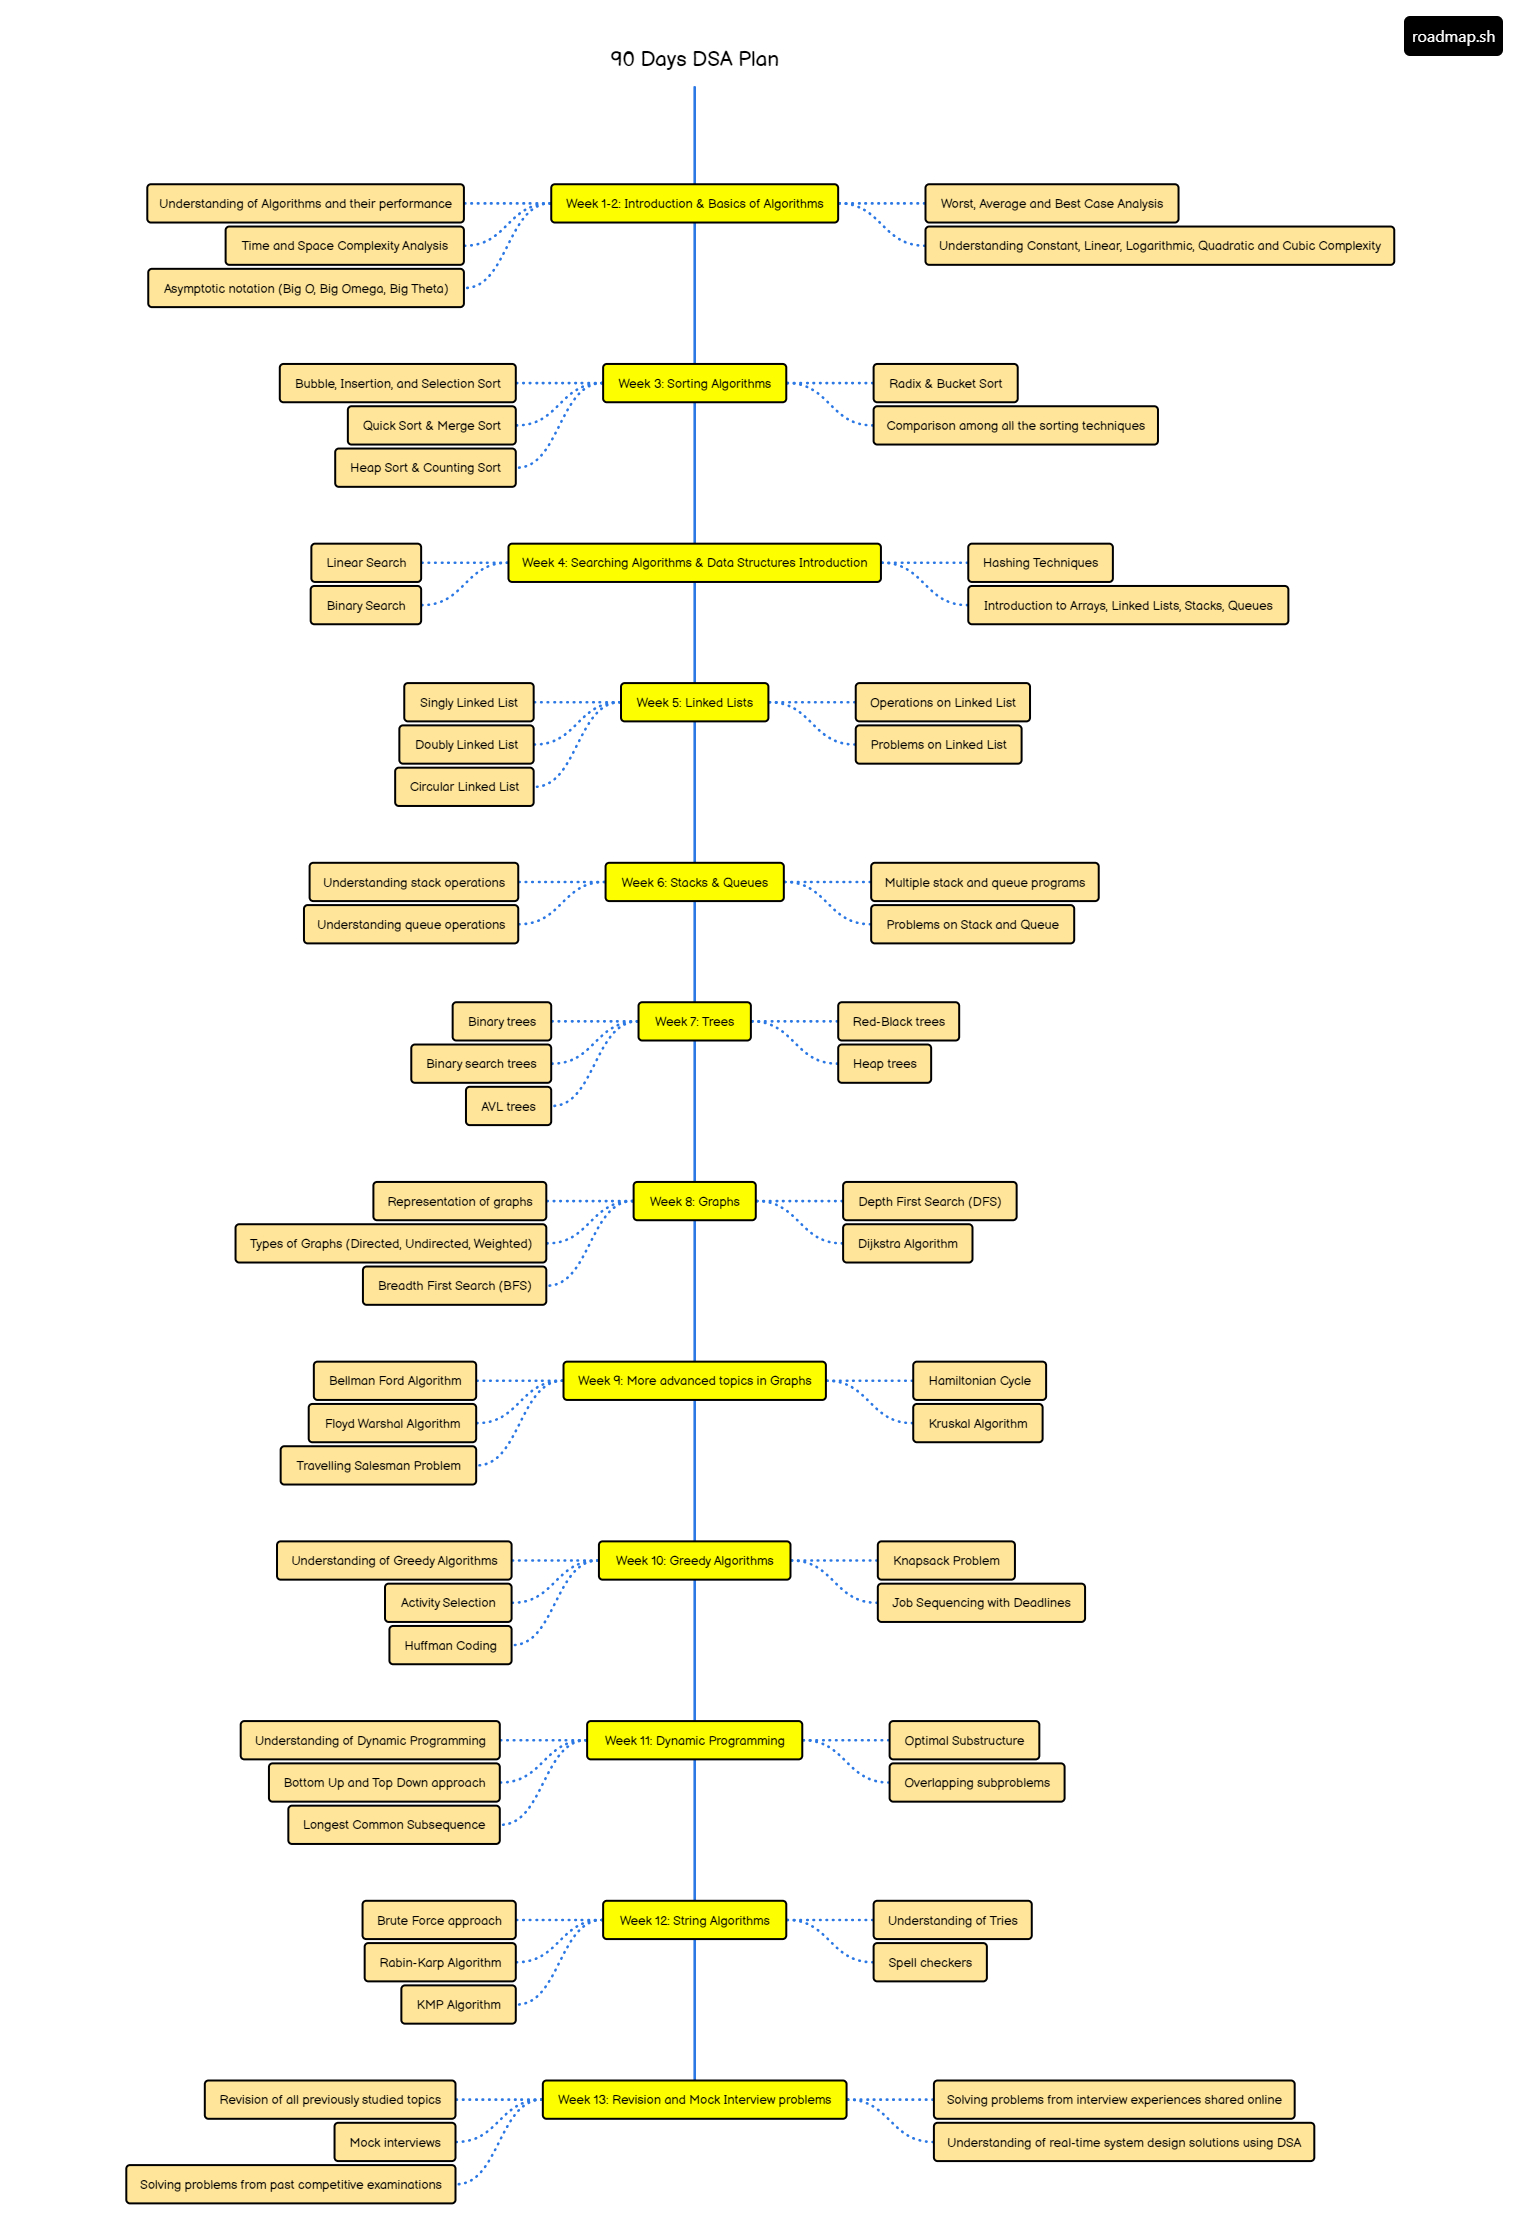 roadmap.sh
90 Days DSA Plan
Week 1-2: Introduction & Basics of Algorithms
Understanding of Algorithms and their performance
Time and Space Complexity Analysis
Asymptotic notation (Big O, Big Omega, Big Theta)
Worst, Average and Best Case Analysis
Understanding Constant, Linear, Logarithmic, Quadratic and Cubic Complexity
Week 3: Sorting Algorithms
Bubble, Insertion, and Selection Sort
Quick Sort & Merge Sort
Heap Sort & Counting Sort
Radix & Bucket Sort
Comparison among all the sorting techniques
Week 4: Searching Algorithms & Data Structures Introduction
Linear Search
Binary Search
Hashing Techniques
Introduction to Arrays, Linked Lists, Stacks, Queues
Week 5: Linked Lists
Singly Linked List
Doubly Linked List
Circular Linked List
Operations on Linked List
Problems on Linked List
Week 6: Stacks & Queues
Understanding stack operations
Understanding queue operations
Multiple stack and queue programs
Problems on Stack and Queue
Week 7: Trees
Binary trees
Binary search trees
AVL trees
Red-Black trees
Heap trees
Week 8: Graphs
Representation of graphs
Types of Graphs (Directed, Undirected, Weighted)
Breadth First Search (BFS)
Depth First Search (DFS)
Dijkstra Algorithm
Week 9: More advanced topics in Graphs
Bellman Ford Algorithm
Floyd Warshal Algorithm
Travelling Salesman Problem
Hamiltonian Cycle
Kruskal Algorithm
Week 10: Greedy Algorithms
Understanding of Greedy Algorithms
Activity Selection
Huffman Coding
Knapsack Problem
Job Sequencing with Deadlines
Week 11: Dynamic Programming
Understanding of Dynamic Programming
Bottom Up and Top Down approach
Longest Common Subsequence
Optimal Substructure
Overlapping subproblems
Week 12: String Algorithms
Brute Force approach
Rabin-Karp Algorithm
KMP Algorithm
Understanding of Tries
Spell checkers
Week 13: Revision and Mock Interview problems
Revision of all previously studied topics
Mock interviews
Solving problems from past competitive examinations
Solving problems from interview experiences shared online
Understanding of real-time system design solutions using DSA